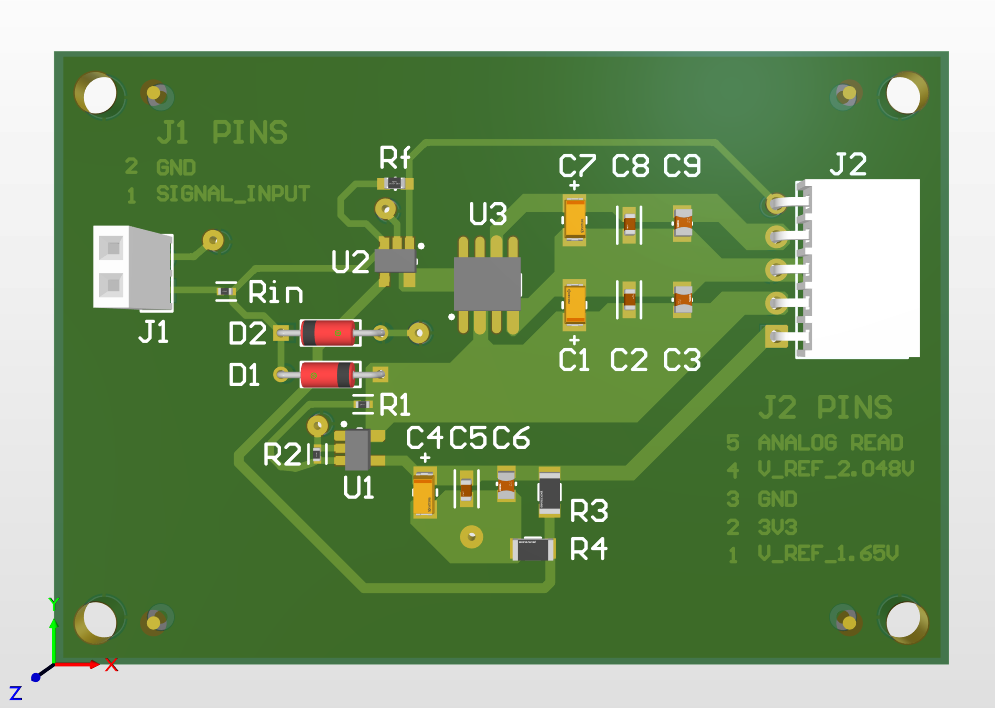 J1 PINS
2 GND
1 SIGNAL_INPUT
Rf
C7 C8 C9
J2
+
U3
U2
Rin
J1
D2
D1
+
C1 C2 C3
R1
R2
U1
C4 C5 C6
+
R3
R4
J2 PINS
5 ANALOG READ
4 V_REF_2.048V
3 GND
2 3V3
1 V_REF_1.65V
Y
X
Z